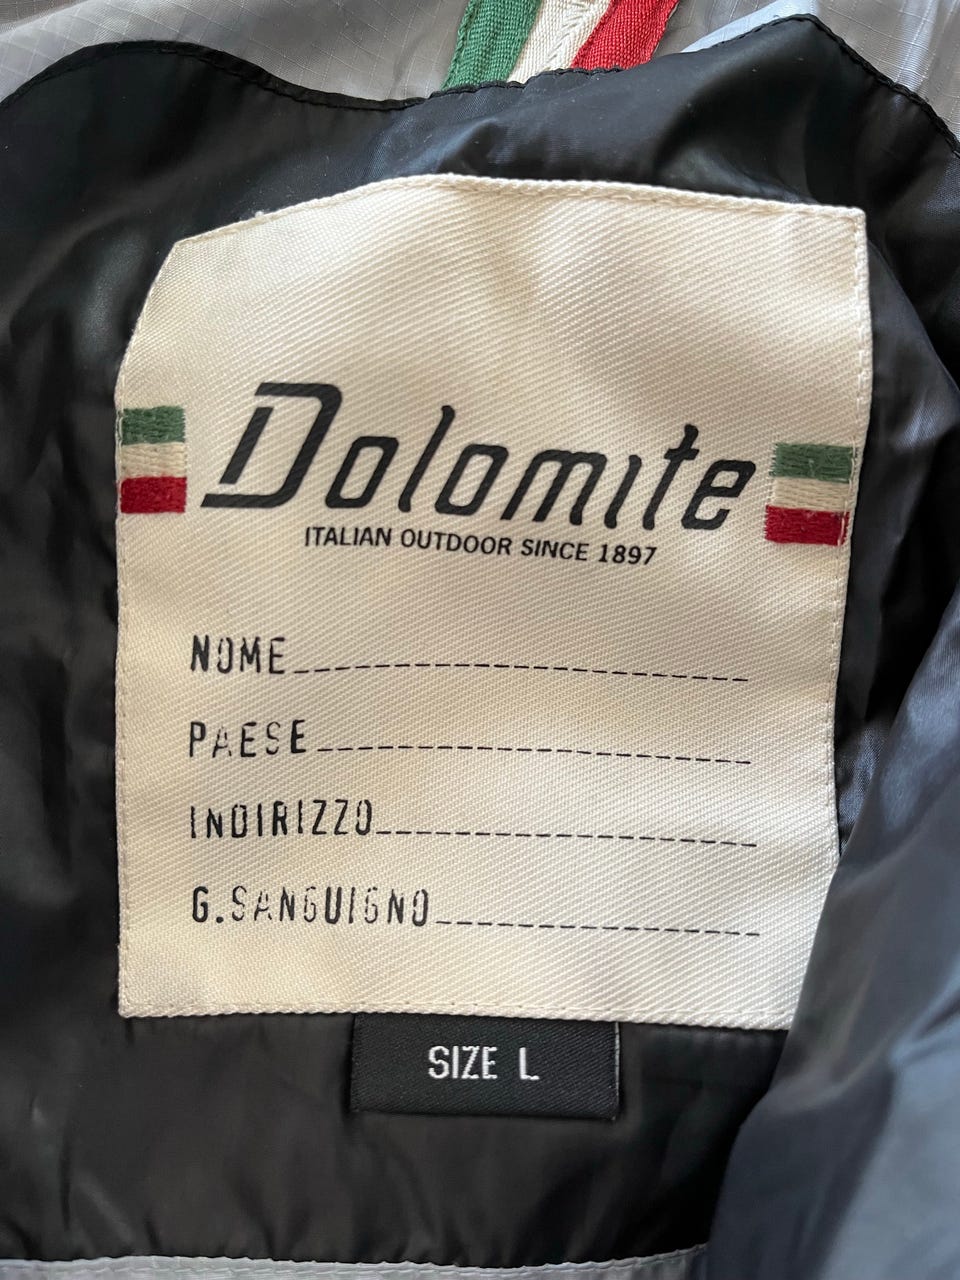 Dolomite
ITALIAN OUTDOOR SINCE 1897
NOME
PAESE
INDIRIZZO
G.SANGUIGNO
SIZE L